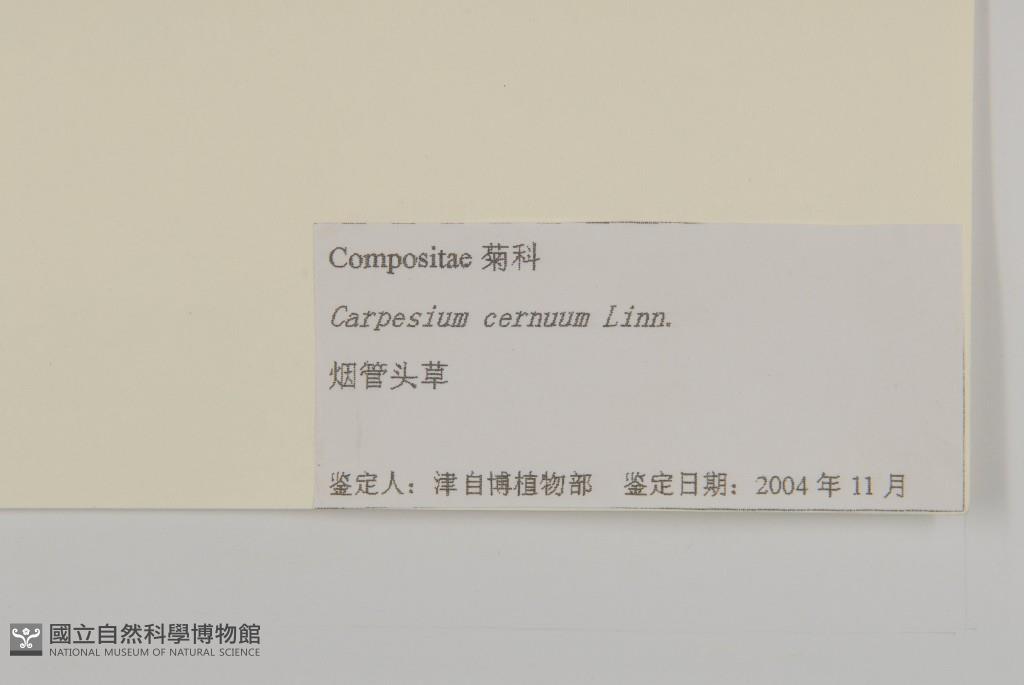 Compositae 菊科
Carpesium cernuum Linn.
烟管头草
鉴定人：津自博植物部 鉴定日期：2004 年 11 月
國立自然科學博物館
NATIONAL MUSEUM OF NATURAL SCIENCE